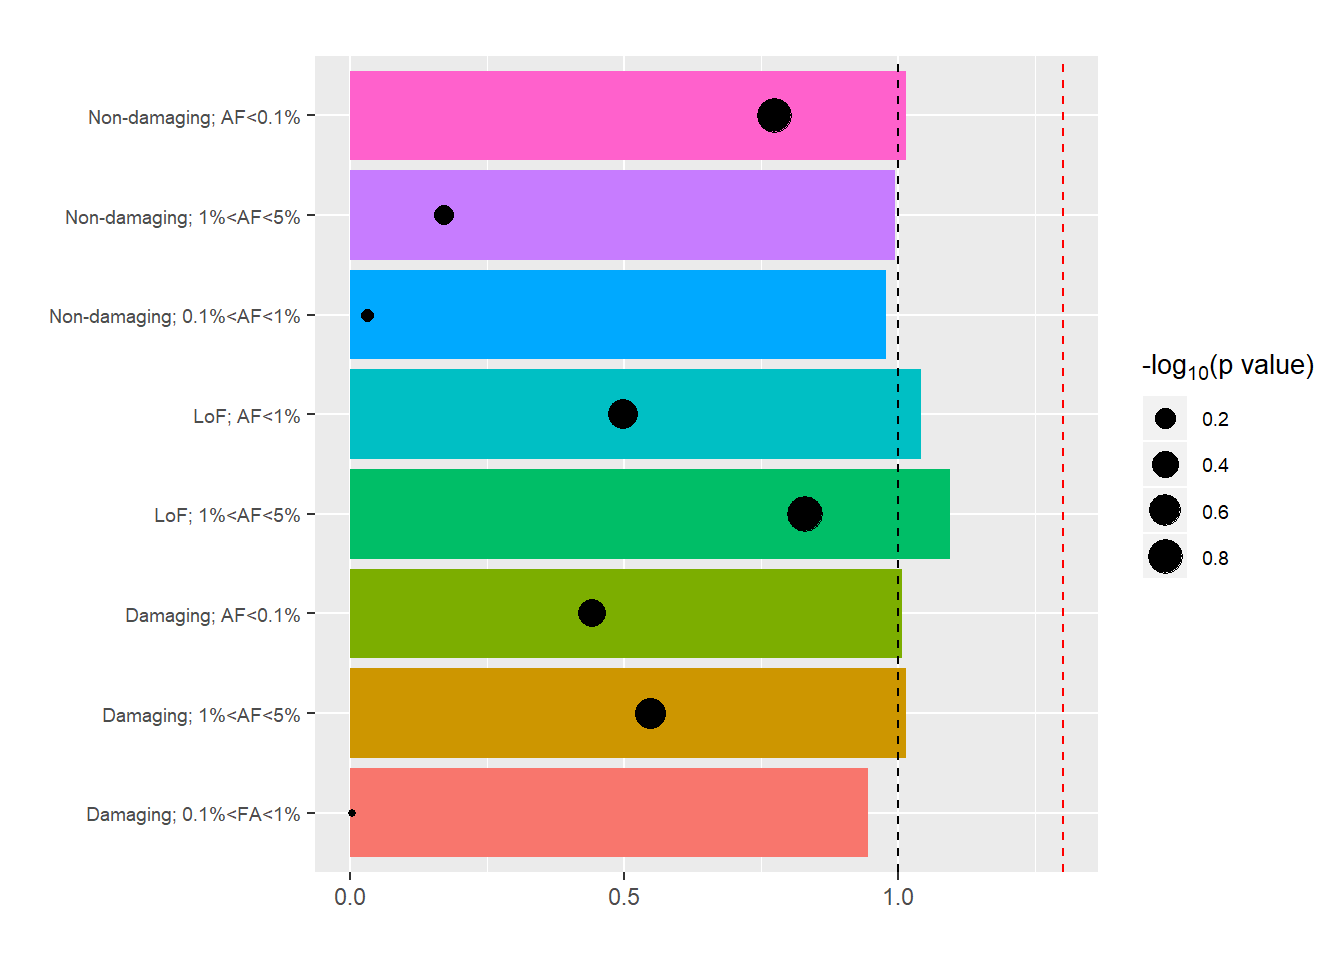 Non-damaging; AF<0.1%
Non-damaging; 1%<AF<5%
Non-damaging; 0.1%<AF<1%
LoF; AF<1%
LoF; 1%<AF<5%
Damaging; AF<0.1%
Damaging; 1%<AF<5%
Damaging; 0.1%<FA<1%
0.0 0.5 1.0
-log10(p value)
0.2
0.4
0.6
0.8